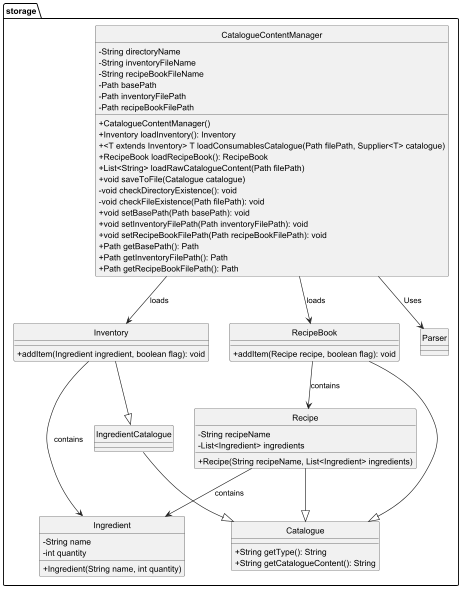 storage
CatalogueContentManager
-String directoryName
-String inventoryFileName
-String recipeBookFileName
-Path basePath
-Path inventoryFilePath
-Path recipeBookFilePath
+CatalogueContentManager()
+Inventory loadInventory(): Inventory
+<T extends Inventory> T loadConsumablesCatalogue(Path filePath, Supplier<T> catalogue)
+RecipeBook loadRecipeBook(): RecipeBook
+List<String> loadRawCatalogueContent(Path filePath)
+void saveToFile(Catalogue catalogue)
-void checkDirectoryExistence(): void
-void checkFileExistence(Path filePath): void
+void setBasePath(Path basePath): void
+void setInventoryFilePath(Path inventoryFilePath): void
+void setRecipeBookFilePath(Path recipeBookFilePath): void
+Path getBasePath(): Path
+Path getInventoryFilePath(): Path
+Path getRecipeBookFilePath(): Path
loads
loads
Uses
Inventory
+addItem(Ingredient ingredient, boolean flag): void
RecipeBook
+addItem(Recipe recipe, boolean flag): void
Parser
contains
contains
IngredientCatalogue
Recipe
-String recipeName
-List<Ingredient> ingredients
+Recipe(String recipeName, List<Ingredient> ingredients)
contains
Ingredient
-String name
-int quantity
+Ingredient(String name, int quantity)
Catalogue
+String getType(): String
+String getCatalogueContent(): String